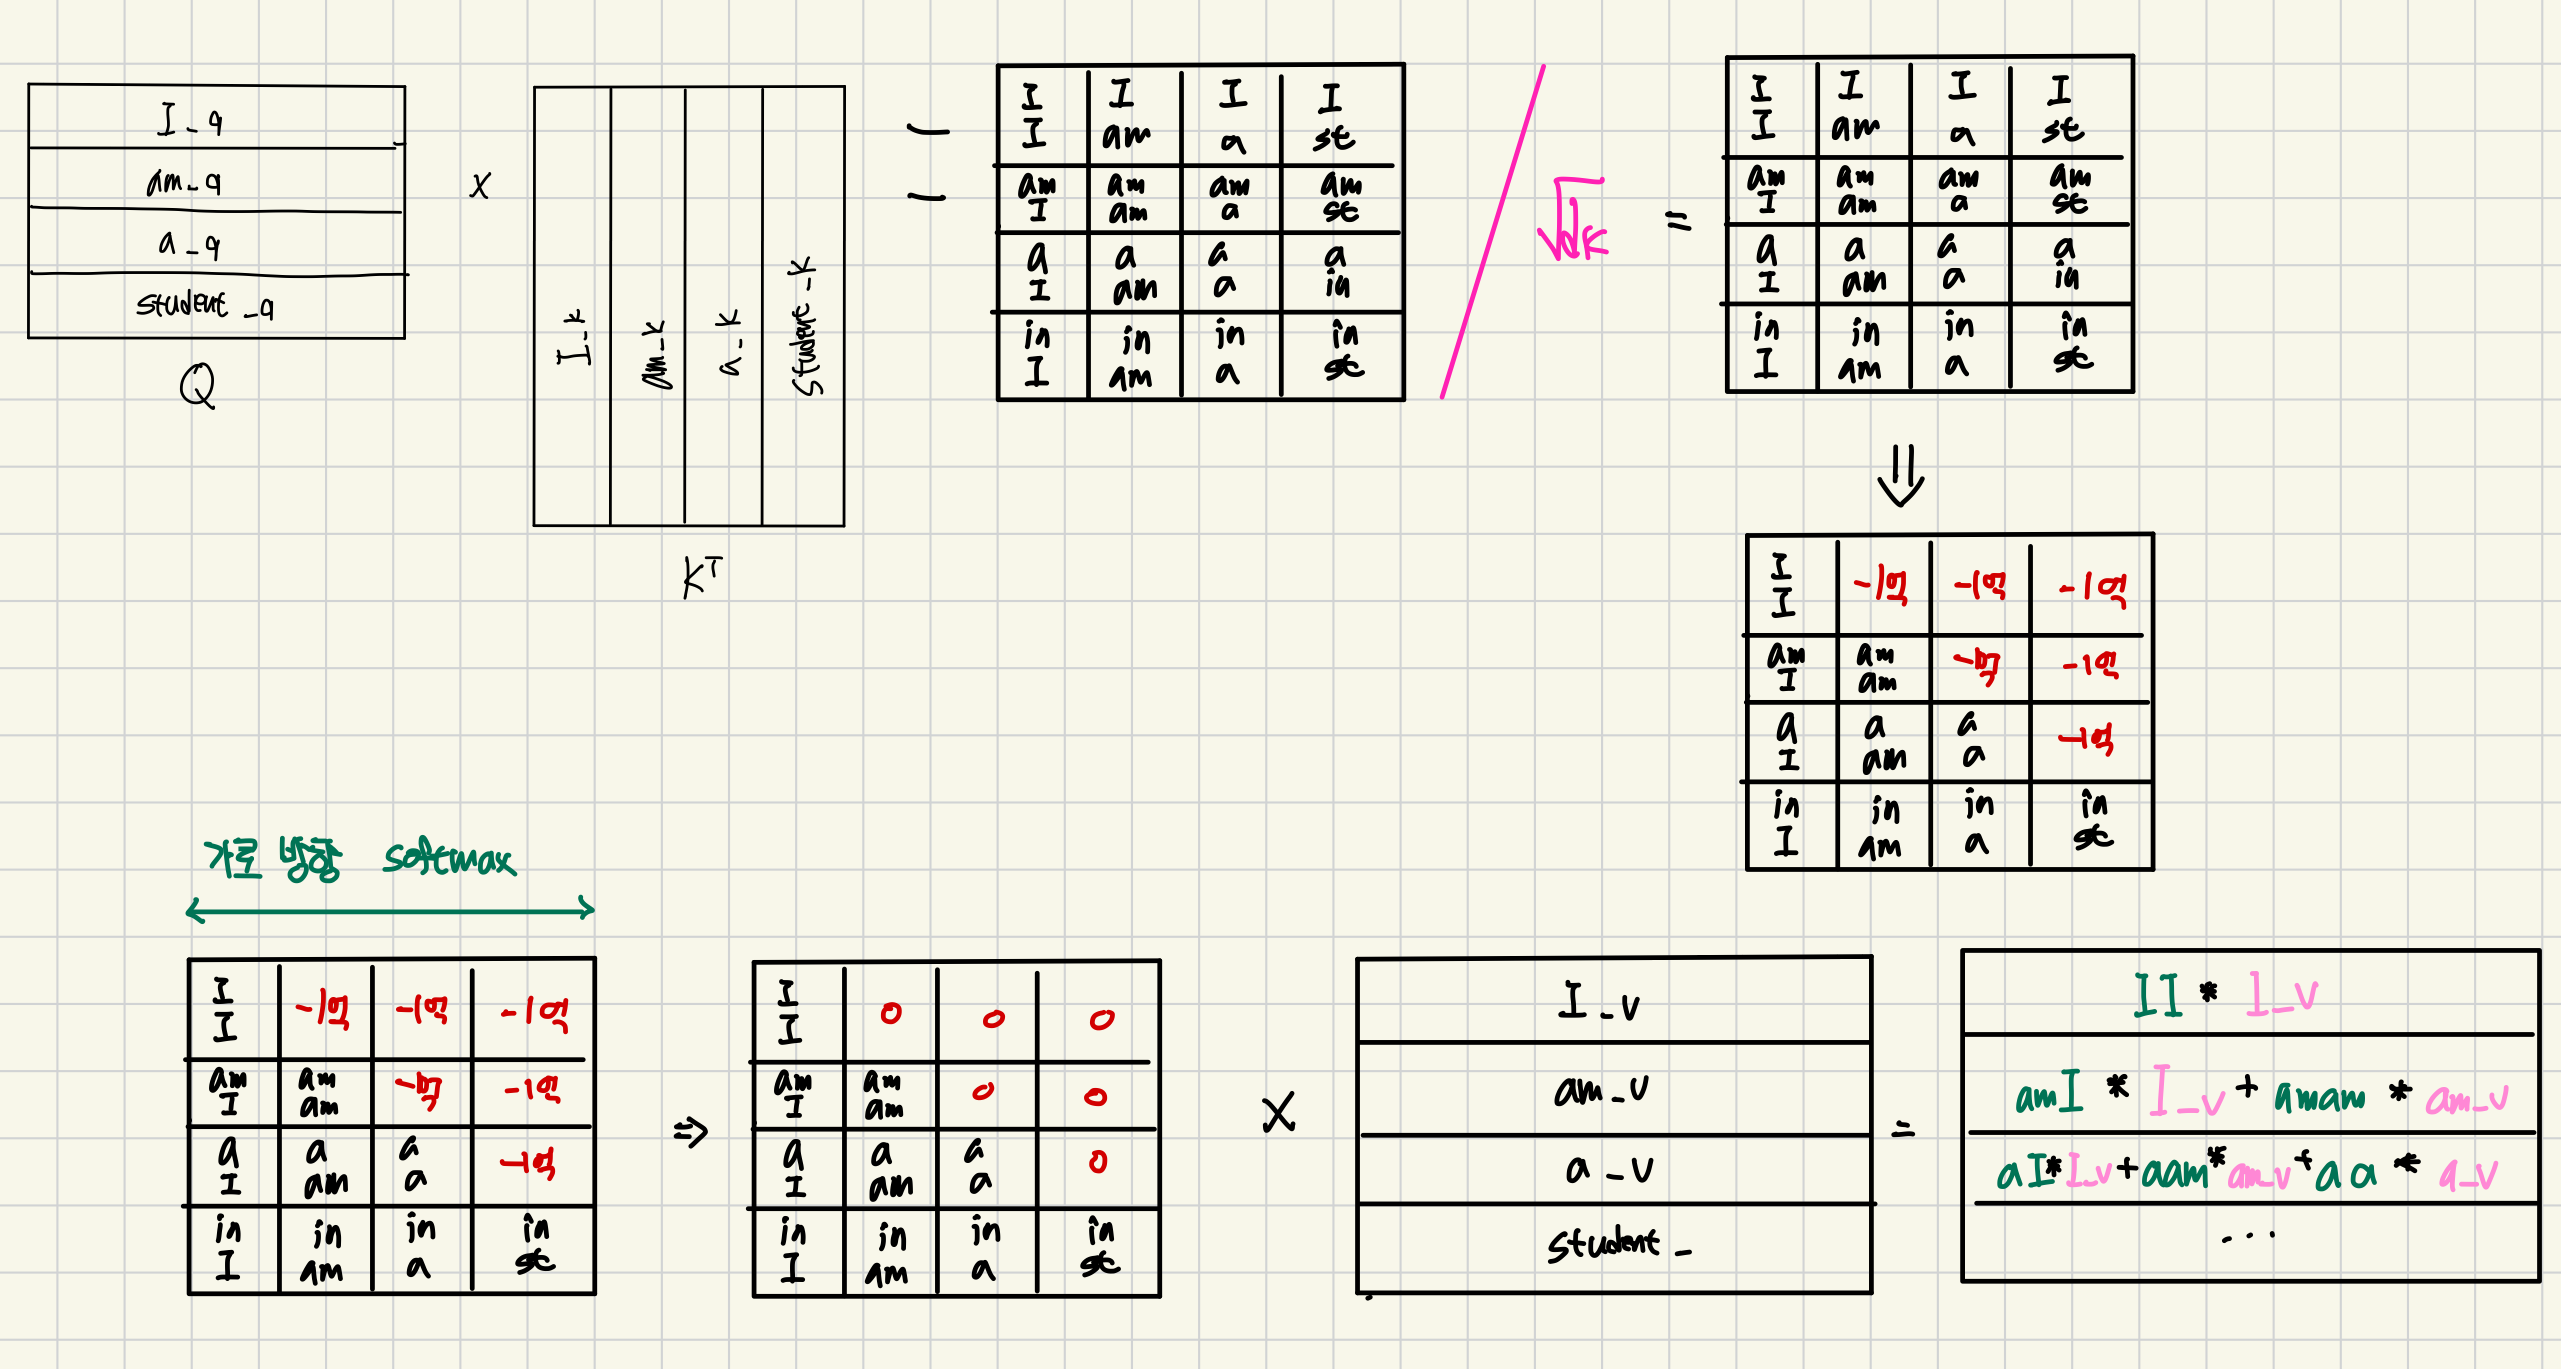 I_q
am_q
a_q
student_q
Q
x
I_k
am_k
a_k
student_k
K^T
=
I I | I am | I a | I st
am I | am am | am a | am st
a I | a am | a a | a in
in I | in am | in a | in st
/ √dk
=
I I | I am | I a | I st
am I | am am | am a | am st
a I | a am | a a | a in
in I | in am | in a | in st
⇓
I I | -1억 | -1억 | -1억
am I | am am | -1억 | -1억
a I | a am | a a | -1억
in I | in am | in a | in st
가로 방향 softmax
I I | -1억 | -1억 | -1억
am I | am am | -1억 | -1억
a I | a am | a a | -1억
in I | in am | in a | in st
⇒
I I | 0 | 0 | 0
am I | am am | 0 | 0
a I | a am | a a | 0
in I | in am | in a | in st
X
I_v
am_v
a_v
student_
=
II * I_v
amI * I_v + amam * am_v
aI * I_v + aam * am_v + aa * a_v
...